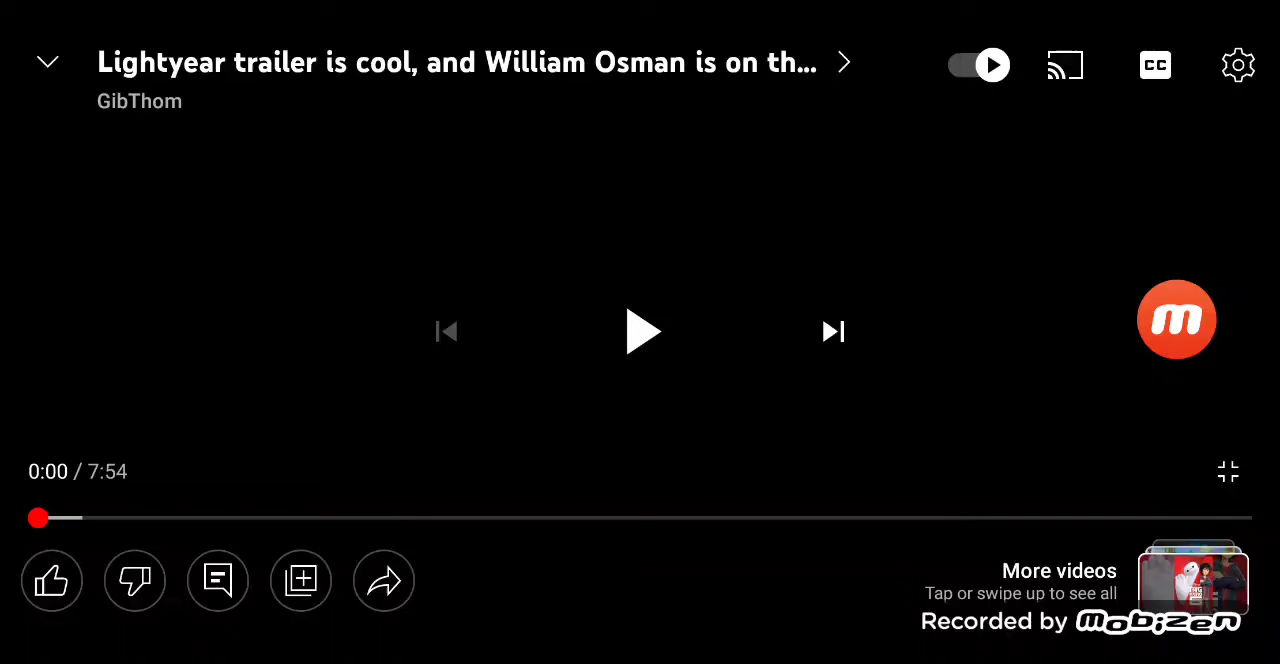 Lightyear trailer is cool, and William Osman is on th...
GibThom
CC
m
0:00 / 7:54
More videos
Tap or swipe up to see all
Recorded by mobizen